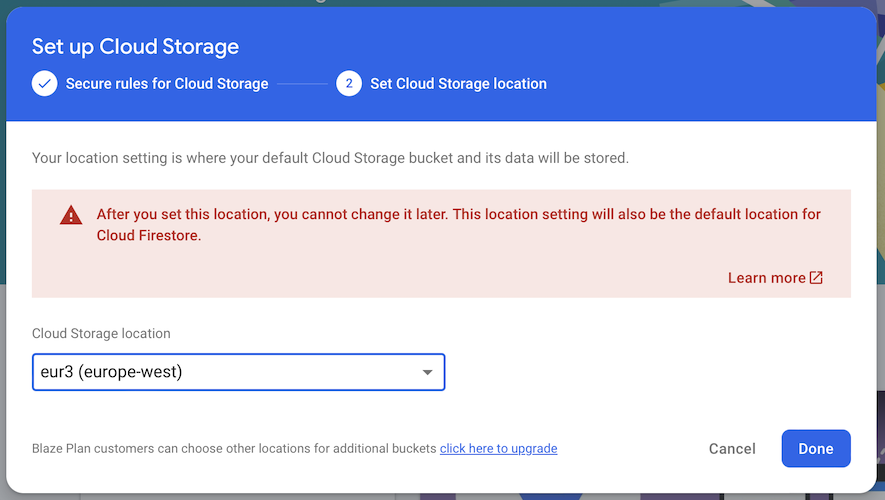 Set up Cloud Storage
Secure rules for Cloud Storage
2 Set Cloud Storage location
Your location setting is where your default Cloud Storage bucket and its data will be stored.
After you set this location, you cannot change it later. This location setting will also be the default location for
Cloud Firestore.
Learn more
Cloud Storage location
eur3 (europe-west)
Blaze Plan customers can choose other locations for additional buckets click here to upgrade
Cancel
Done